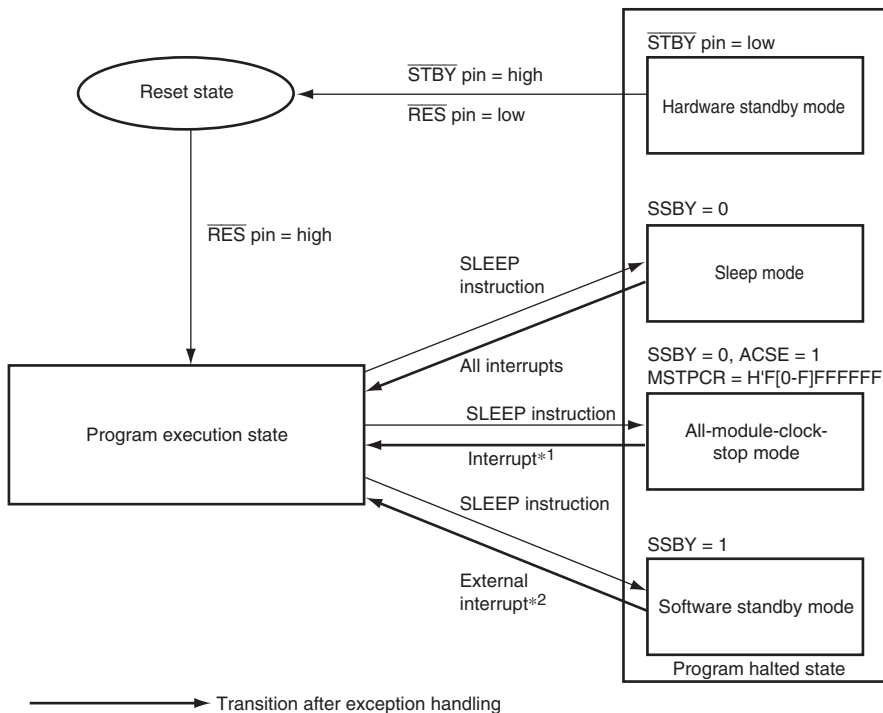 STBY pin = low
STBY pin = high
Reset state
Hardware standby mode
RES pin = low
SSBY = 0
RES pin = high
SLEEP
instruction
Sleep mode
SSBY = 0, ACSE = 1
All interrupts
MSTPCR = H'F[0-F]FFFFFF
SLEEP instruction
Program execution state
All-module-clock-
stop mode
Interrupt*1
SLEEP instruction
SSBY = 1
External
interrupt*2
Software standby mode
Program halted state
Transition after exception handling